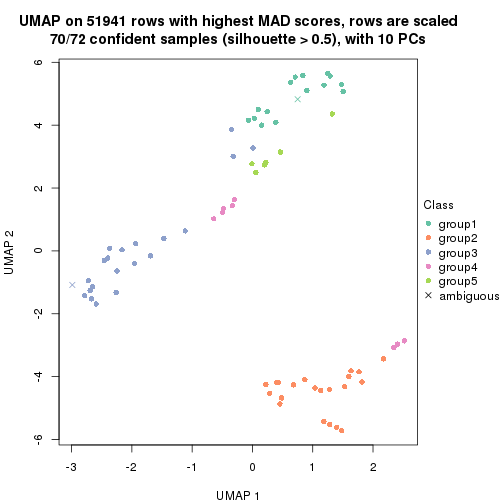 UMAP on 51941 rows with highest MAD scores, rows are scaled
70/72 confident samples (silhouette > 0.5), with 10 PCs
6
4
2
0
-2
-4
-6
UMAP 2
-3
-2
-1
0
1
2
UMAP 1
Class
group1
group2
group3
group4
group5
ambiguous